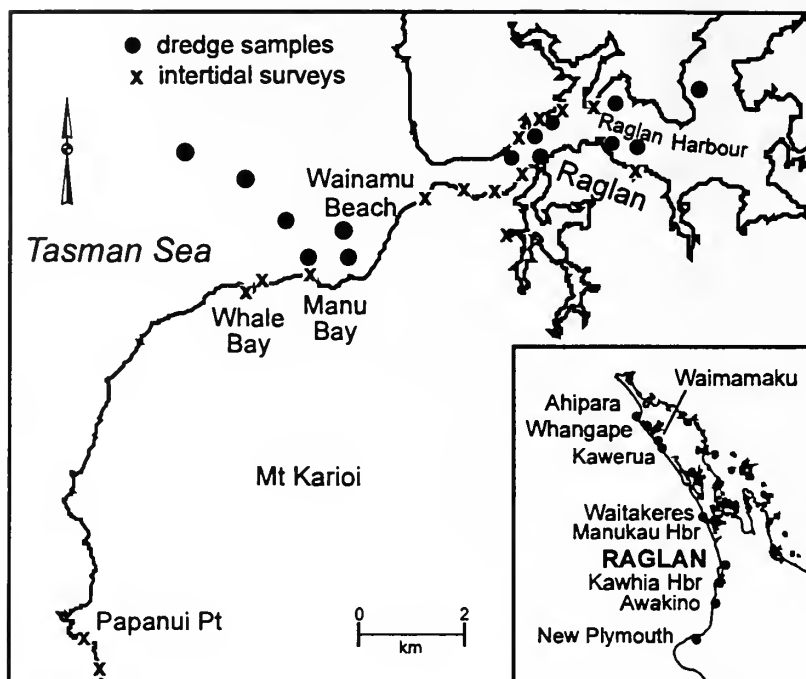 ● dredge samples
x intertidal surveys
Raglan Harbour
Wainamu
Beach
Raglan
Tasman Sea
Whale
Bay
Manu
Bay
Mt Karioi
Papanui Pt
0 2
km
Waimamaku
Ahipara
Whangape
Kawerua
Waitakeres
Manukau Hbr
RAGLAN
Kawhia Hbr
Awakino
New Plymouth